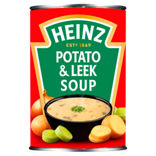 HEINZ
ESTD 1869
POTATO
& LEEK
SOUP